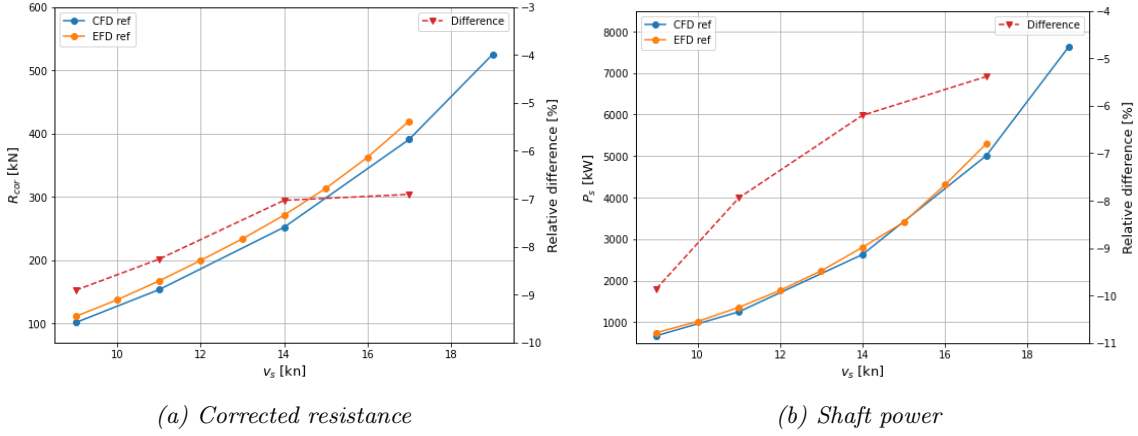 CFD ref
EFD ref
Difference
600
500
400
300
200
100
R_cor [kN]
-3
-4
-5
-6
-7
-8
-9
-10
Relative difference [%]
10 12 14 16 18
v_s [kn]
(a) Corrected resistance
CFD ref
EFD ref
Difference
8000
7000
6000
5000
4000
3000
2000
1000
P_s [kW]
-4
-5
-6
-7
-8
-9
-10
-11
Relative difference [%]
10 12 14 16 18
v_s [kn]
(b) Shaft power